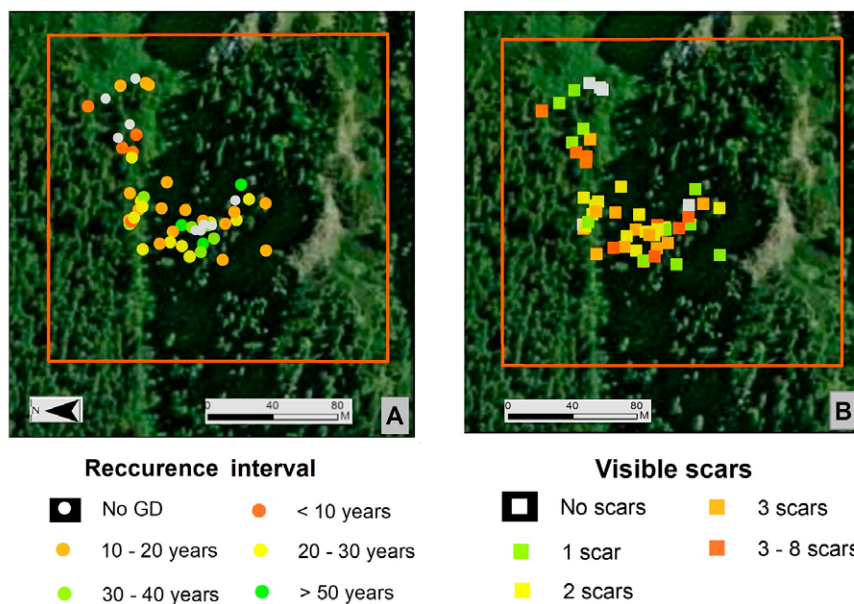 N
0 40 80
M
A
0 40 80
M
B
Reccurence interval
No GD
< 10 years
10 - 20 years
20 - 30 years
30 - 40 years
> 50 years
Visible scars
No scars
3 scars
1 scar
3 - 8 scars
2 scars